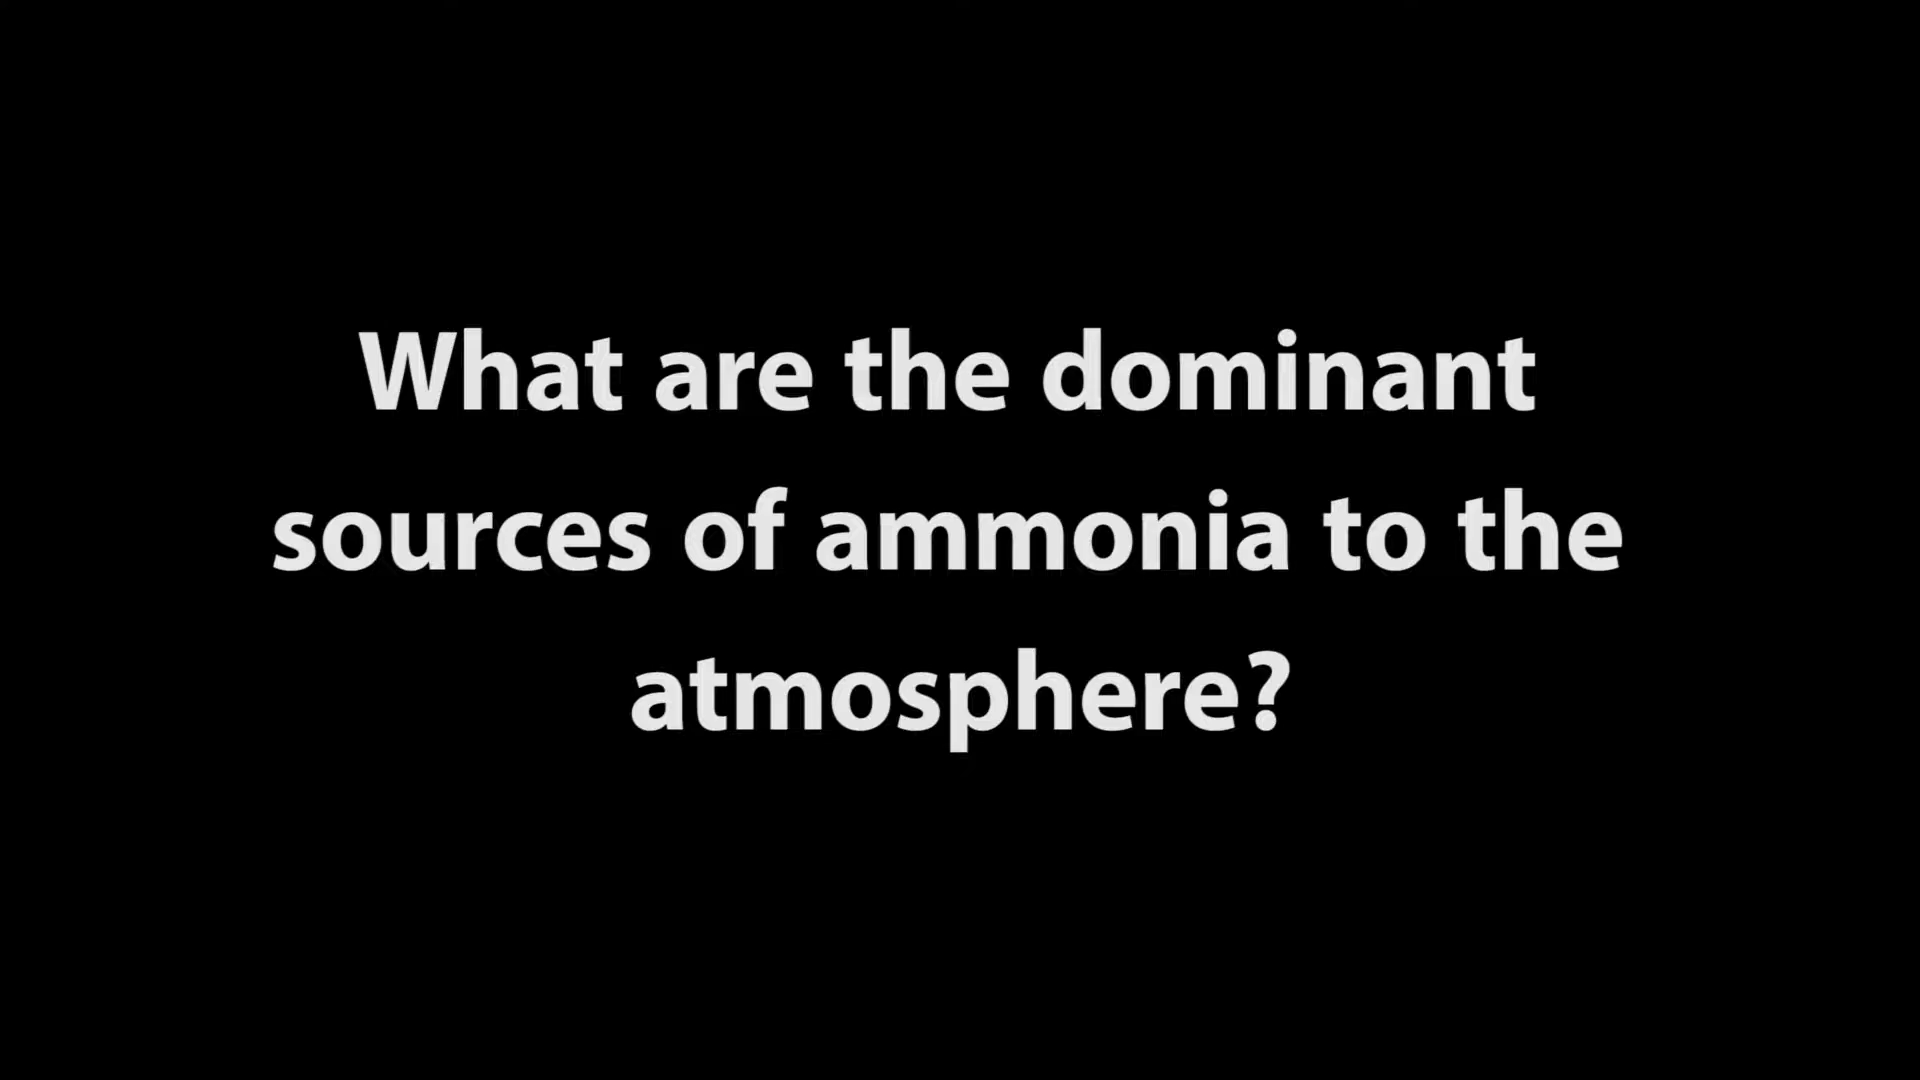 What are the dominant
sources of ammonia to the
atmosphere?